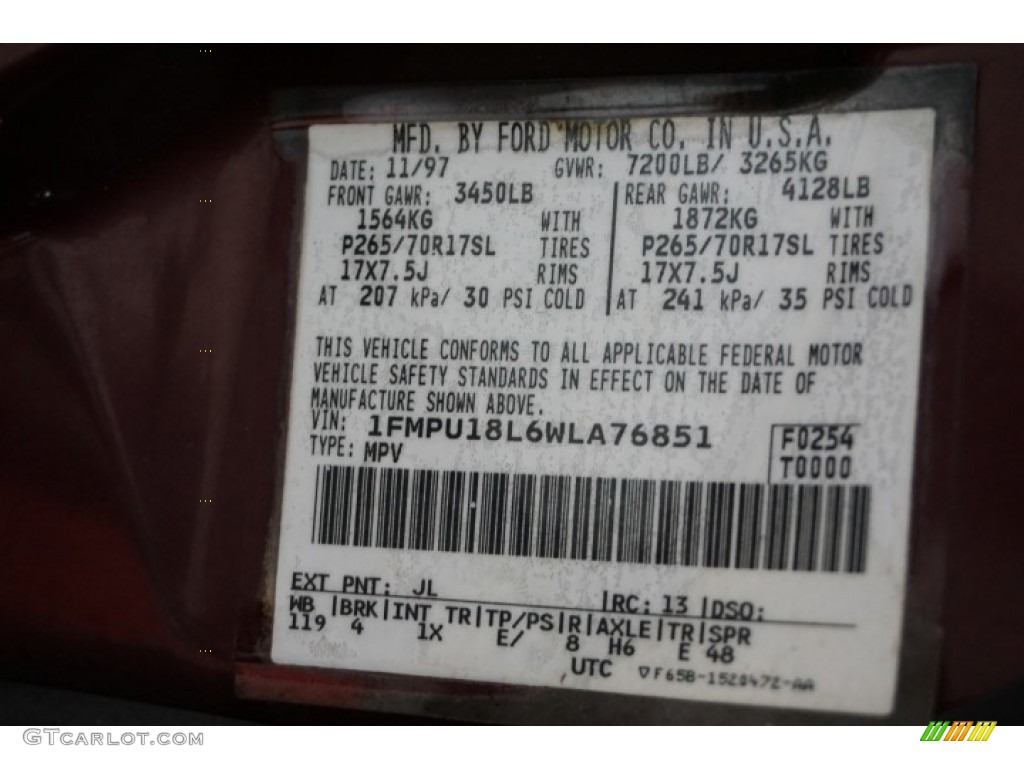 MFD. BY FORD MOTOR CO. IN U.S.A.
DATE: 11/97 GVWR: 7200LB/ 3265KG
FRONT GAWR: 3450LB REAR GAWR: 4128LB
1564KG WITH 1872KG WITH
P265/70R17SL TIRES P265/70R17SL TIRES
17X7.5J RIMS 17X7.5J RIMS
AT 207 kPa/ 30 PSI COLD AT 241 kPa/ 35 PSI COLD
THIS VEHICLE CONFORMS TO ALL APPLICABLE FEDERAL MOTOR
VEHICLE SAFETY STANDARDS IN EFFECT ON THE DATE OF
MANUFACTURE SHOWN ABOVE.
VIN: 1FMPU18L6WLA76851 F0254
TYPE: MPV T0000
EXT PNT: JL RC: 13 DSO:
WB BRK INT TR TP/PS R AXLE TR SPR
119 4 1X E/ 8 H6 E 48
UTC F65B-1520472-AA
GTCarlot.com